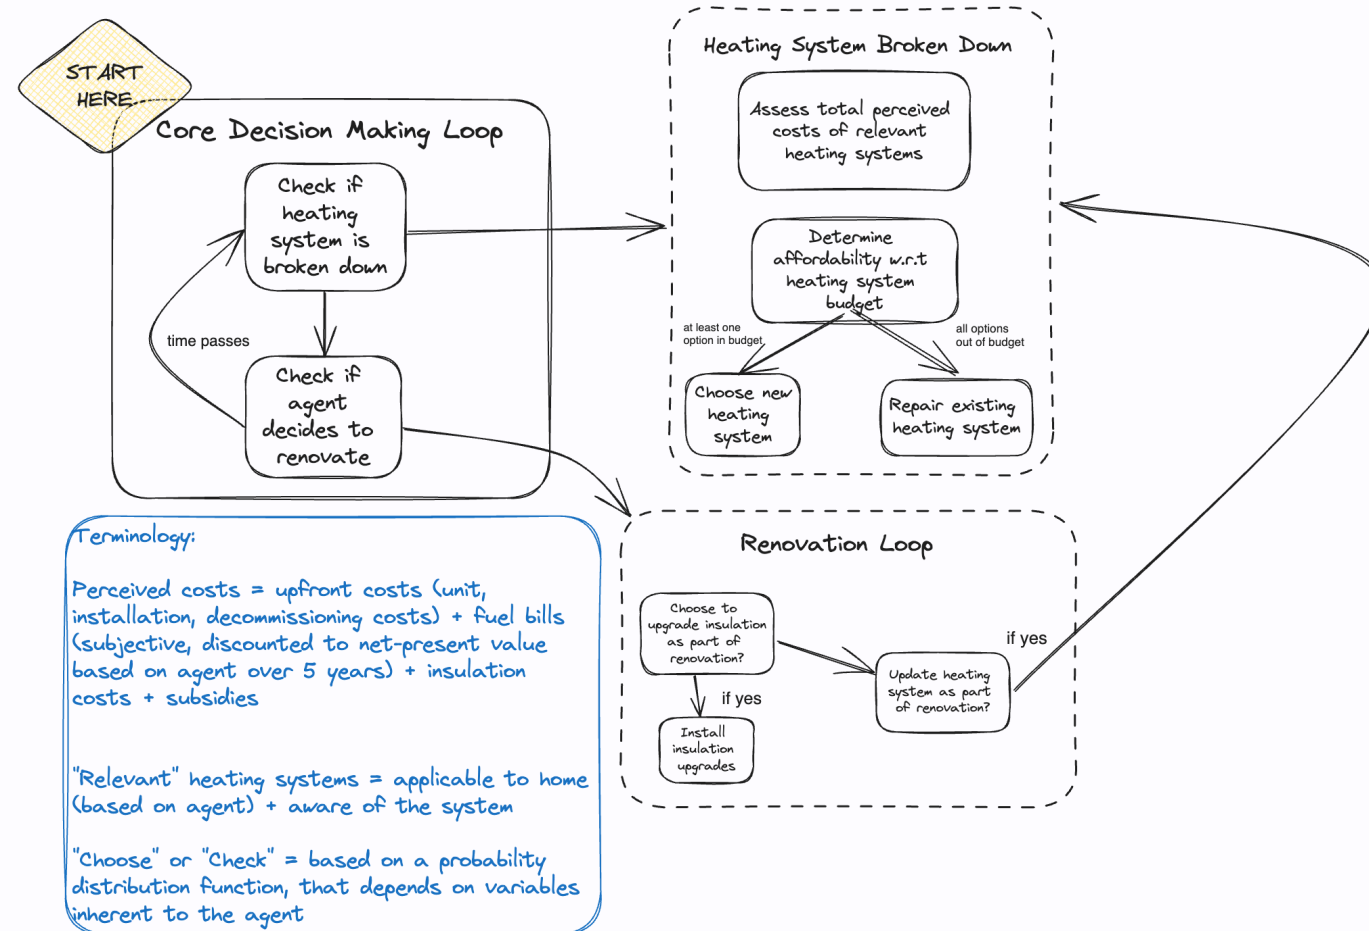 START
HERE
Core Decision Making Loop
Check if
heating
system is
broken down
time passes
Check if
agent
decides to
renovate
Heating System Broken Down
Assess total perceived
costs of relevant
heating systems
Determine
affordability w.r.t
heating system
budget
at least one
option in budget
all options
out of budget
Choose new
heating
system
Repair existing
heating system
Renovation Loop
Choose to
upgrade insulation
as part of
renovation?
if yes
Install
insulation
upgrades
Update heating
system as part
of renovation?
if yes
Terminology:
Perceived costs = upfront costs (unit,
installation, decommissioning costs) + fuel bills
(subjective, discounted to net-present value
based on agent over 5 years) + insulation
costs + subsidies
"Relevant" heating systems = applicable to home
(based on agent) + aware of the system
"Choose" or "Check" = based on a probability
distribution function, that depends on variables
inherent to the agent